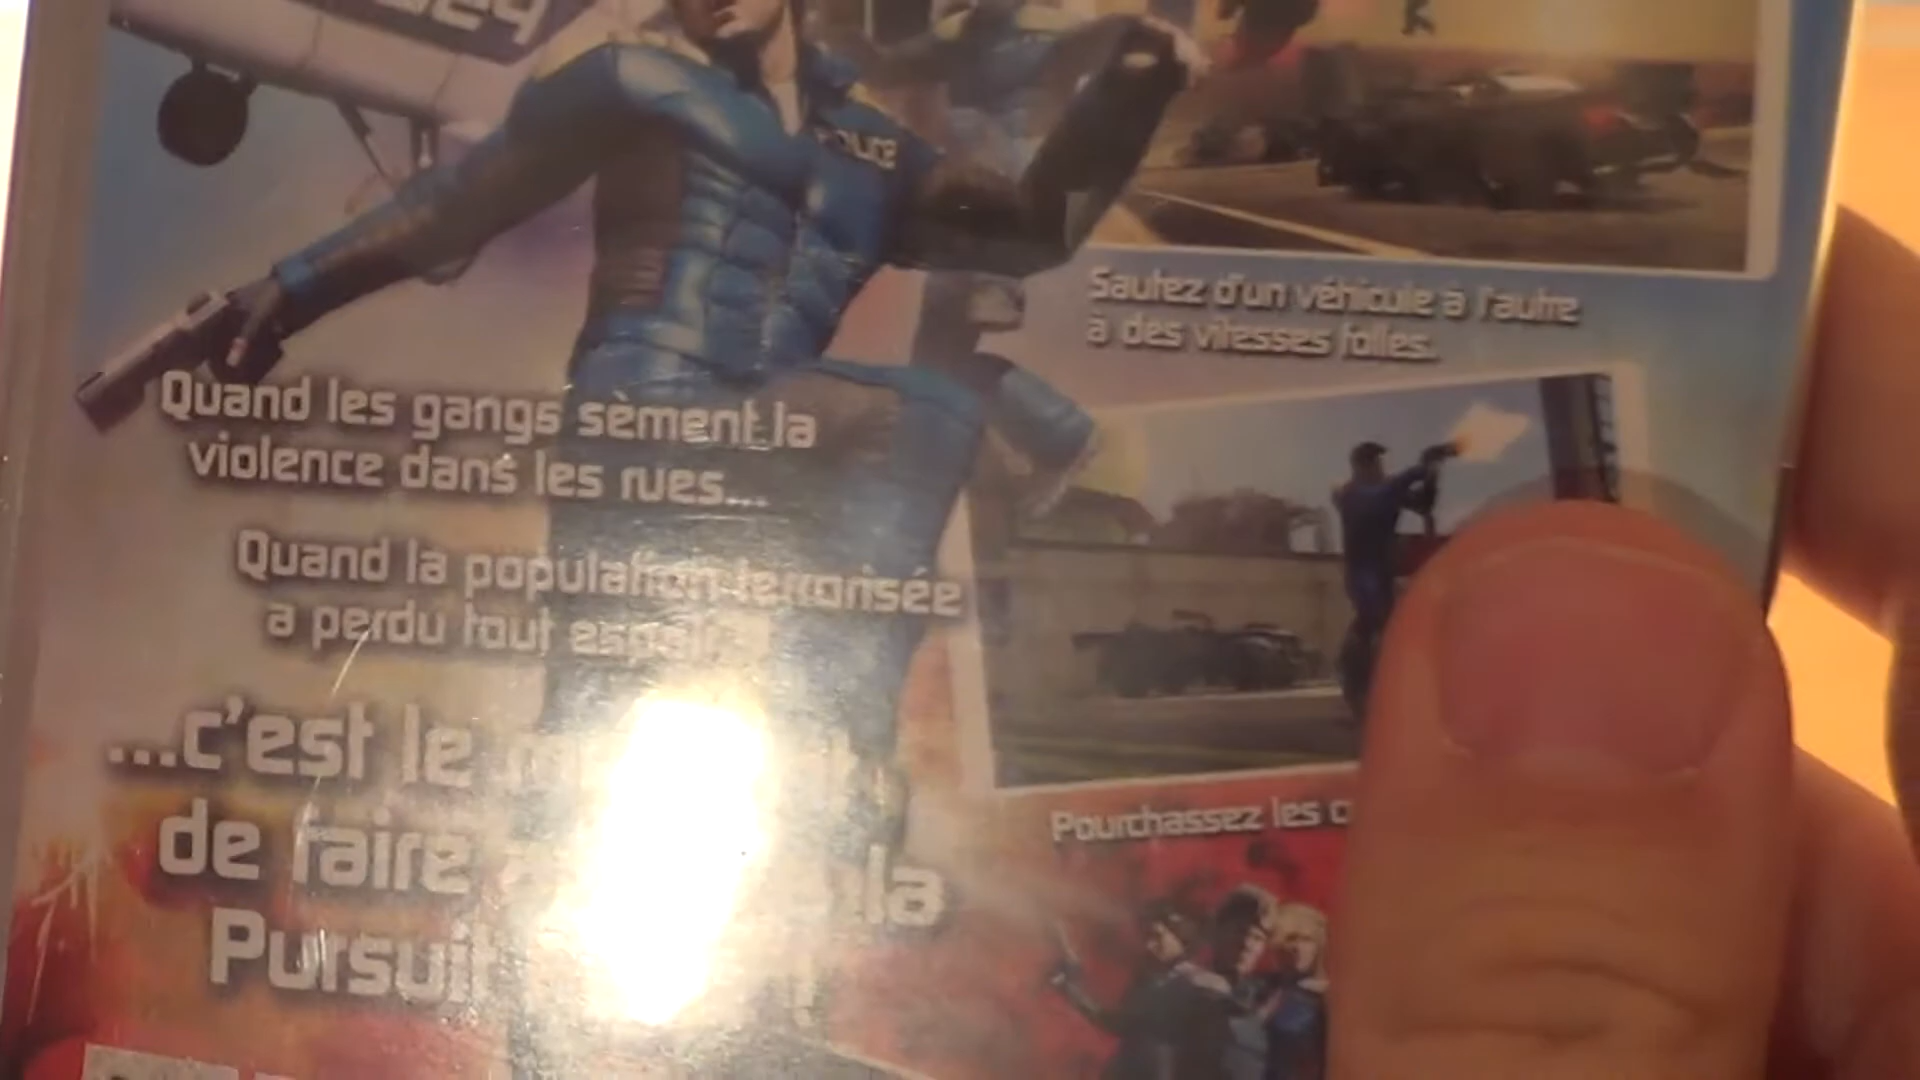 POLICE
Sautez d'un véhicule à l'autre
à des vitesses folles.
Quand les gangs sèment la
violence dans les rues...
Quand la population terrorisée
a perdu tout espoir
...c'est le
de faire la
Pursuit
Pourchassez les